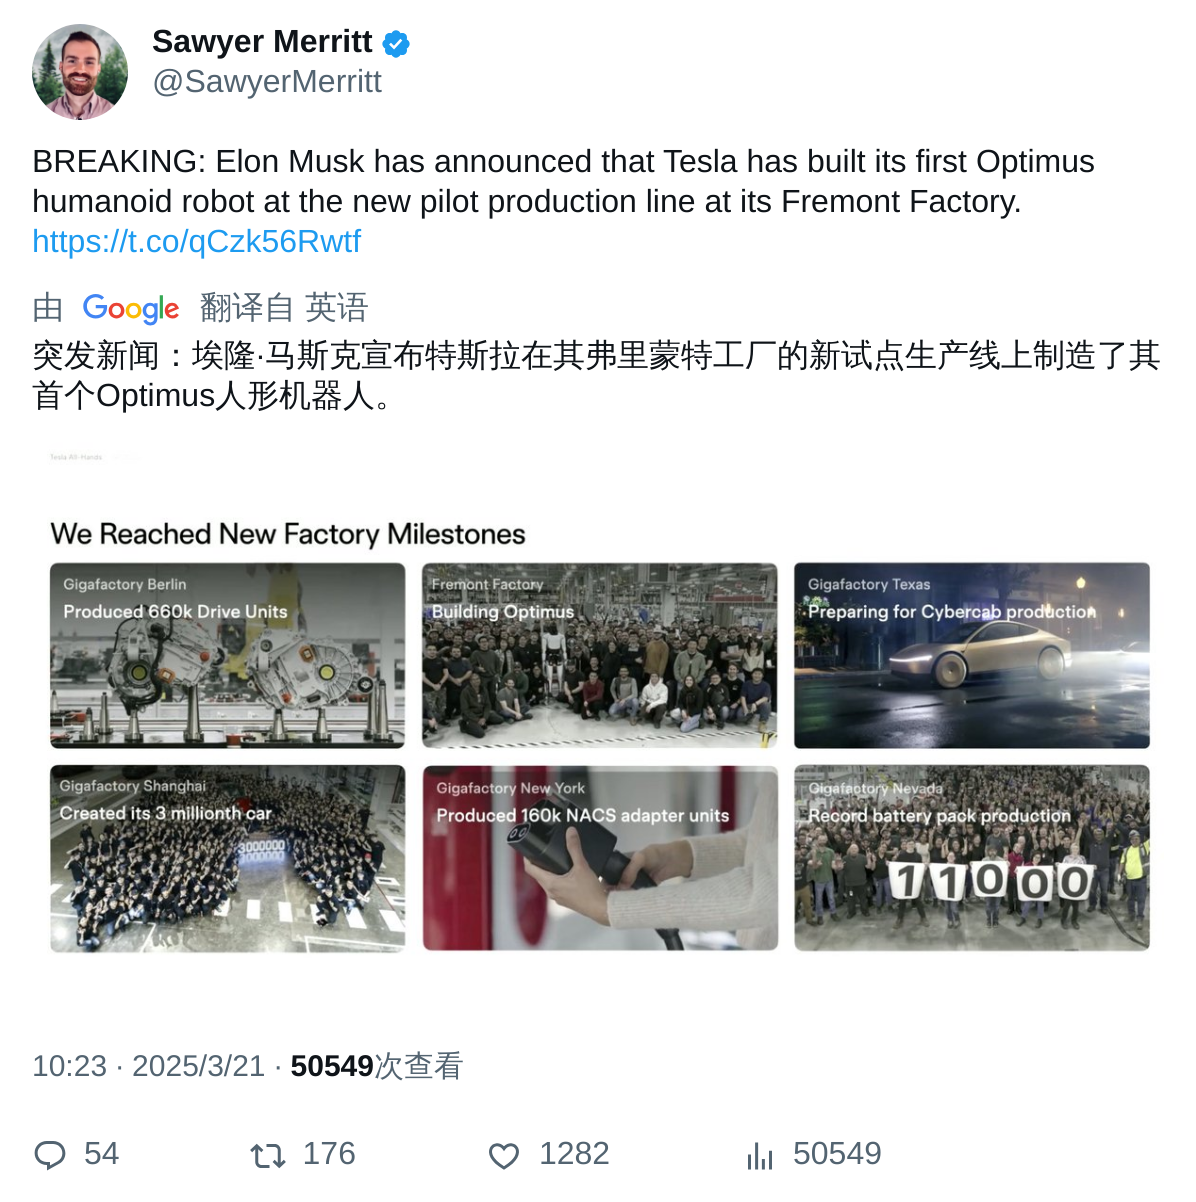 Sawyer Merritt
@SawyerMerritt
BREAKING: Elon Musk has announced that Tesla has built its first Optimus
humanoid robot at the new pilot production line at its Fremont Factory.
https://t.co/qCzk56Rwtf
由 Google 翻译自 英语
突发新闻：埃隆·马斯克宣布特斯拉在其弗里蒙特工厂的新试点生产线上制造了其
首个Optimus人形机器人。
Tesla All-Hands
We Reached New Factory Milestones
Gigafactory Berlin
Produced 660k Drive Units
Fremont Factory
Building Optimus
Gigafactory Texas
Preparing for Cybercab production
Gigafactory Shanghai
Created its 3 millionth car
3000000
3000000
Gigafactory New York
Produced 160k NACS adapter units
Gigafactory Nevada
Record battery pack production
11000
10:23 · 2025/3/21 · 50549次查看
54 176 1282 50549